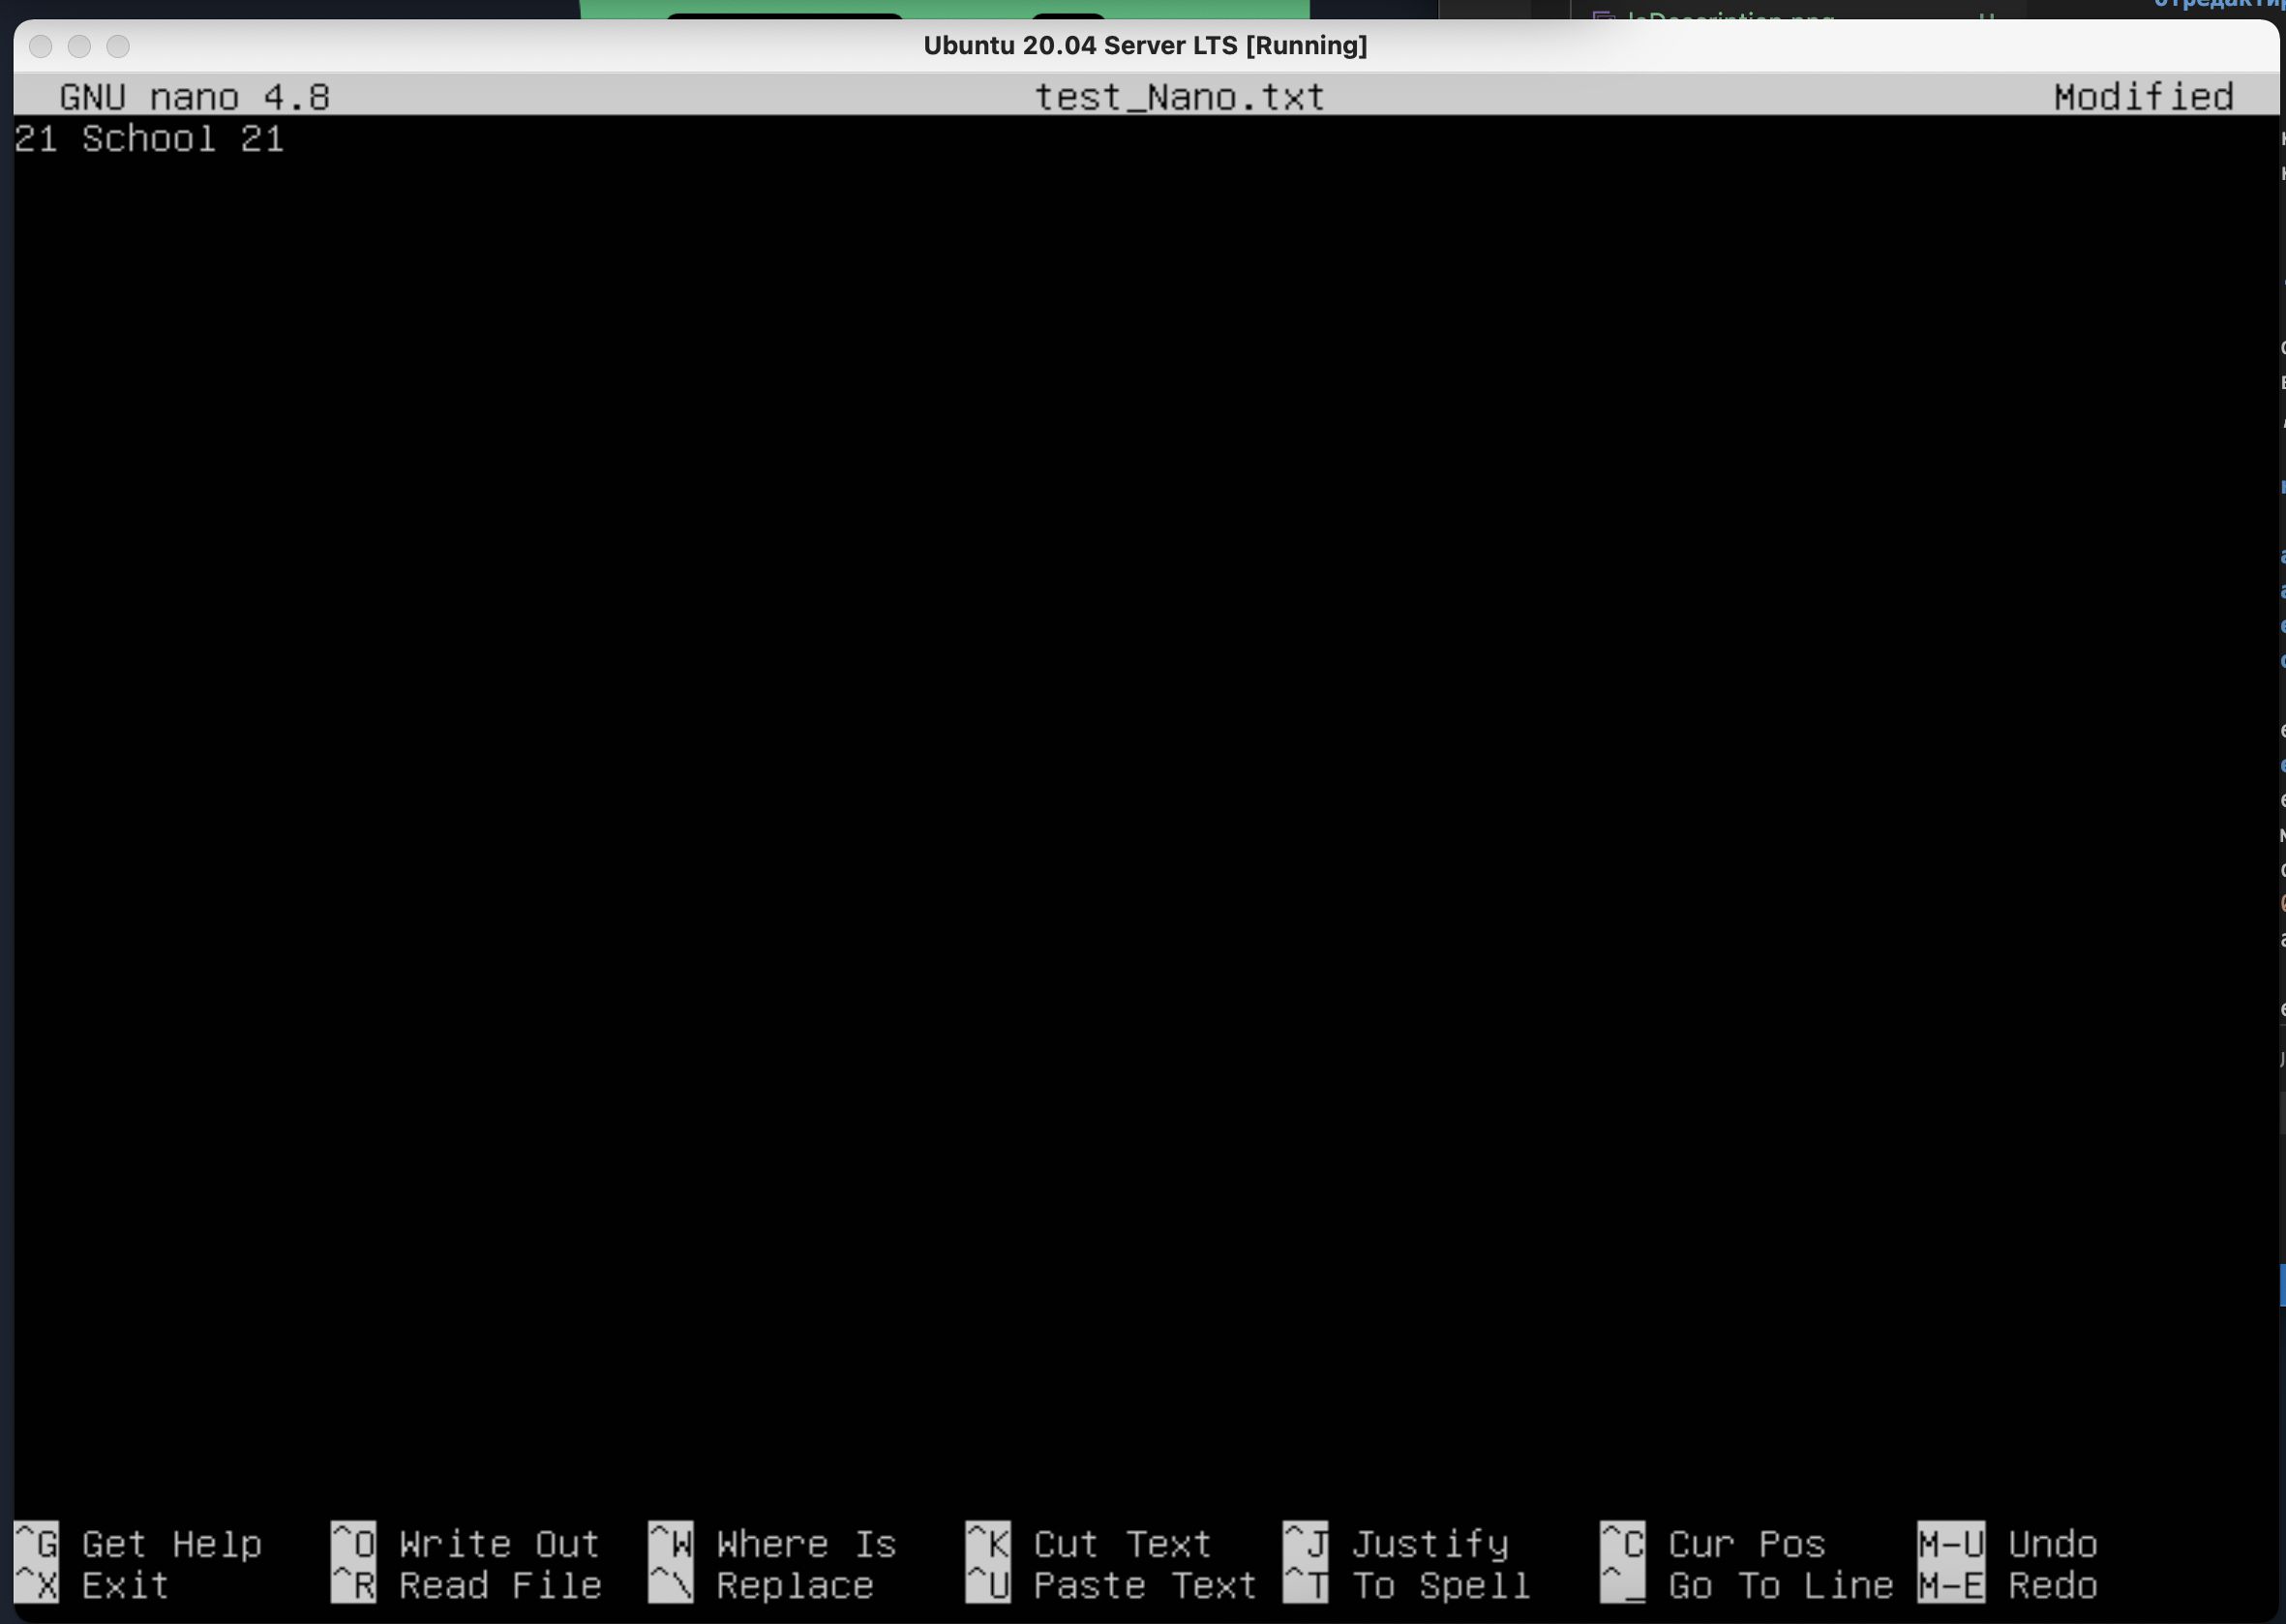 Ubuntu 20.04 Server LTS [Running]
GNU nano 4.8 test_Nano.txt Modified
21 School 21
^G Get Help ^O Write Out ^W Where Is ^K Cut Text ^J Justify ^C Cur Pos M-U Undo
^X Exit ^R Read File ^\ Replace ^U Paste Text ^T To Spell ^_ Go To Line M-E Redo